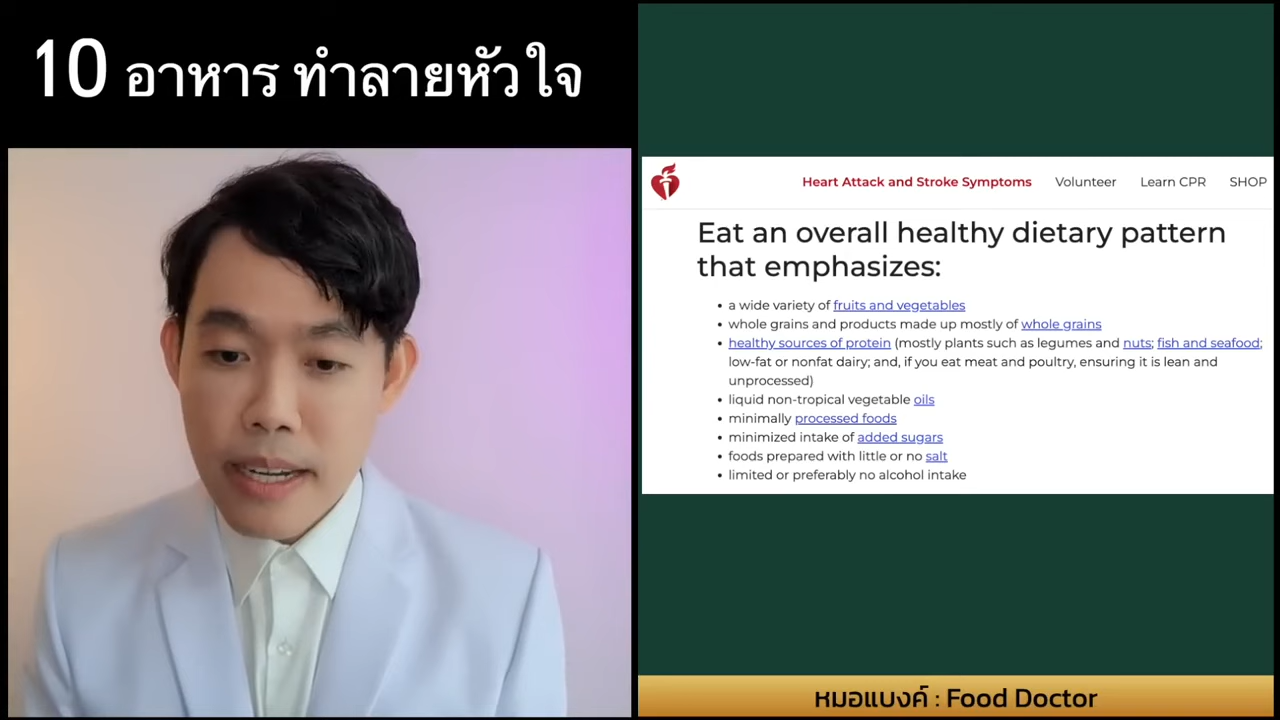 10 อาหาร ทำลายหัวใจ
Heart Attack and Stroke Symptoms Volunteer Learn CPR SHOP
Eat an overall healthy dietary pattern
that emphasizes:
• a wide variety of fruits and vegetables
• whole grains and products made up mostly of whole grains
• healthy sources of protein (mostly plants such as legumes and nuts; fish and seafood;
low-fat or nonfat dairy; and, if you eat meat and poultry, ensuring it is lean and
unprocessed)
• liquid non-tropical vegetable oils
• minimally processed foods
• minimized intake of added sugars
• foods prepared with little or no salt
• limited or preferably no alcohol intake
หมอแบงค์ : Food Doctor